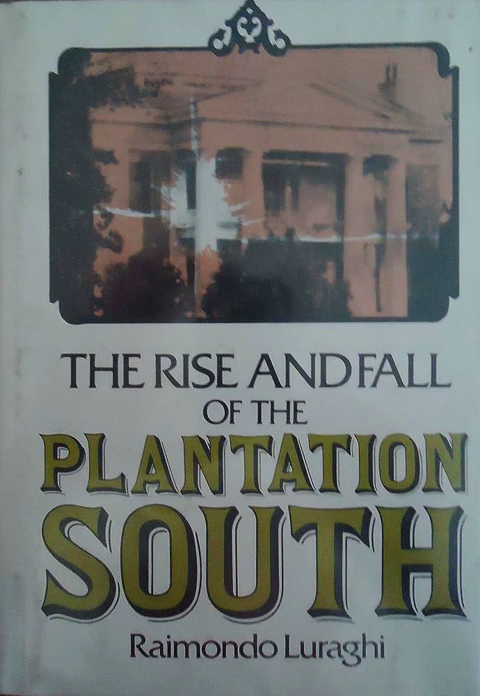 THE RISE AND FALL
OF THE
PLANTATION
SOUTH
Raimondo Luraghi